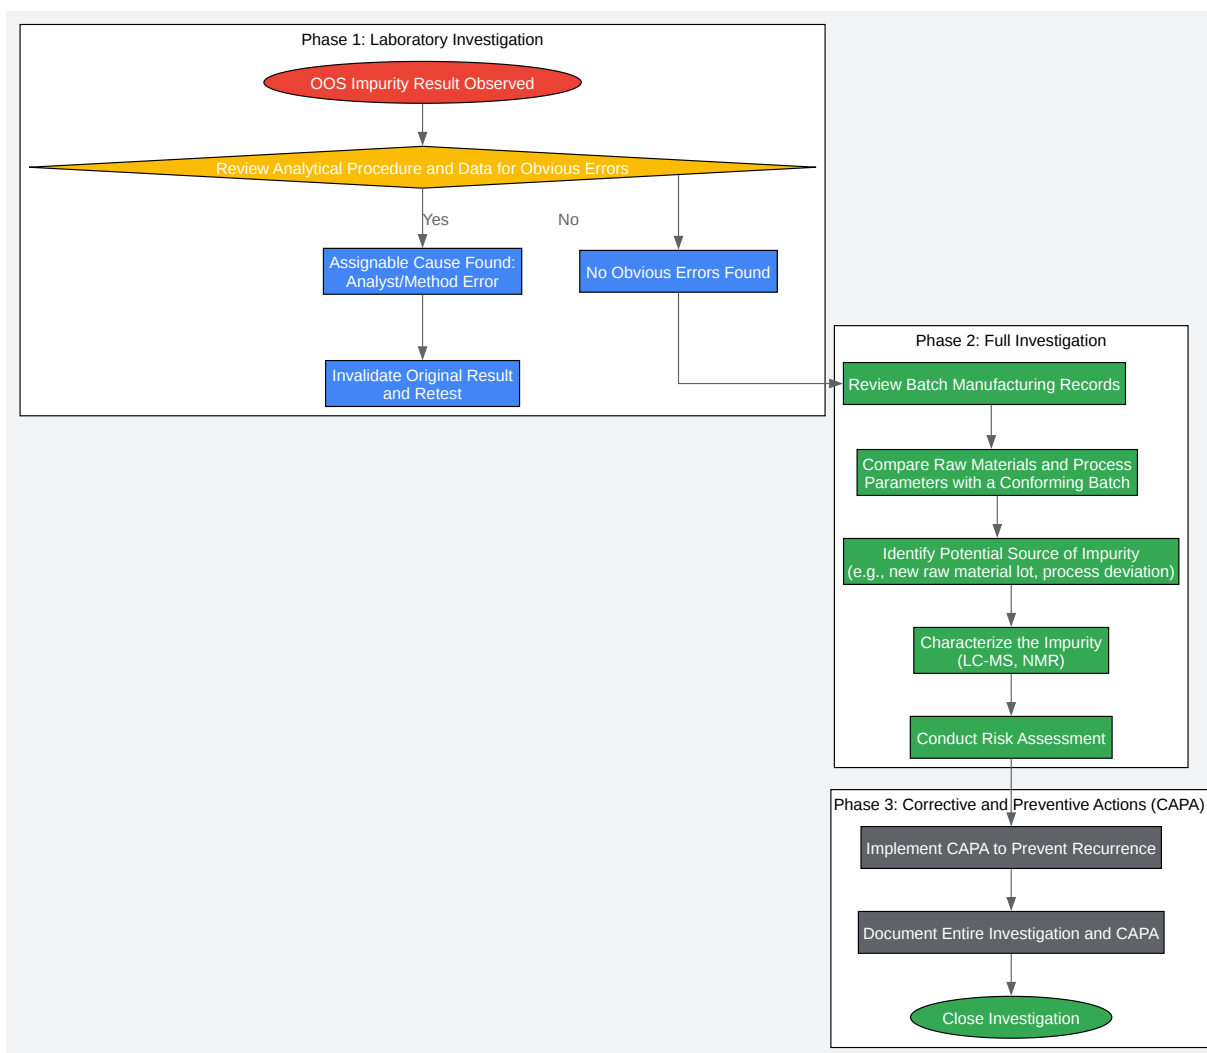 Phase 1: Laboratory Investigation
OOS Impurity Result Observed
Review Analytical Procedure and Data for Obvious Errors
Yes
No
Assignable Cause Found:
Analyst/Method Error
No Obvious Errors Found
Invalidate Original Result
and Retest
Phase 2: Full Investigation
Review Batch Manufacturing Records
Compare Raw Materials and Process
Parameters with a Conforming Batch
Identify Potential Source of Impurity
(e.g., new raw material lot, process deviation)
Characterize the Impurity
(LC-MS, NMR)
Conduct Risk Assessment
Phase 3: Corrective and Preventive Actions (CAPA)
Implement CAPA to Prevent Recurrence
Document Entire Investigation and CAPA
Close Investigation